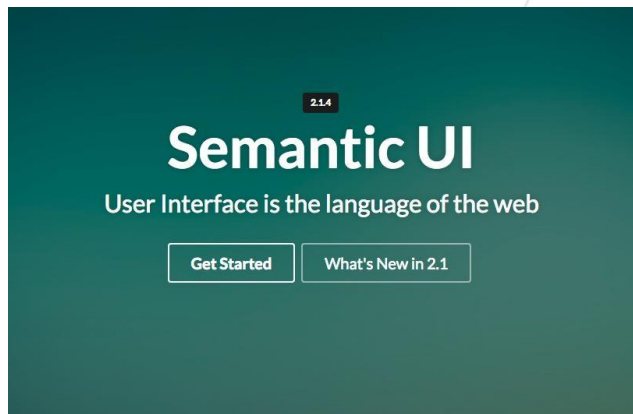 2.1.4
Semantic UI
User Interface is the language of the web
Get Started
What's New in 2.1